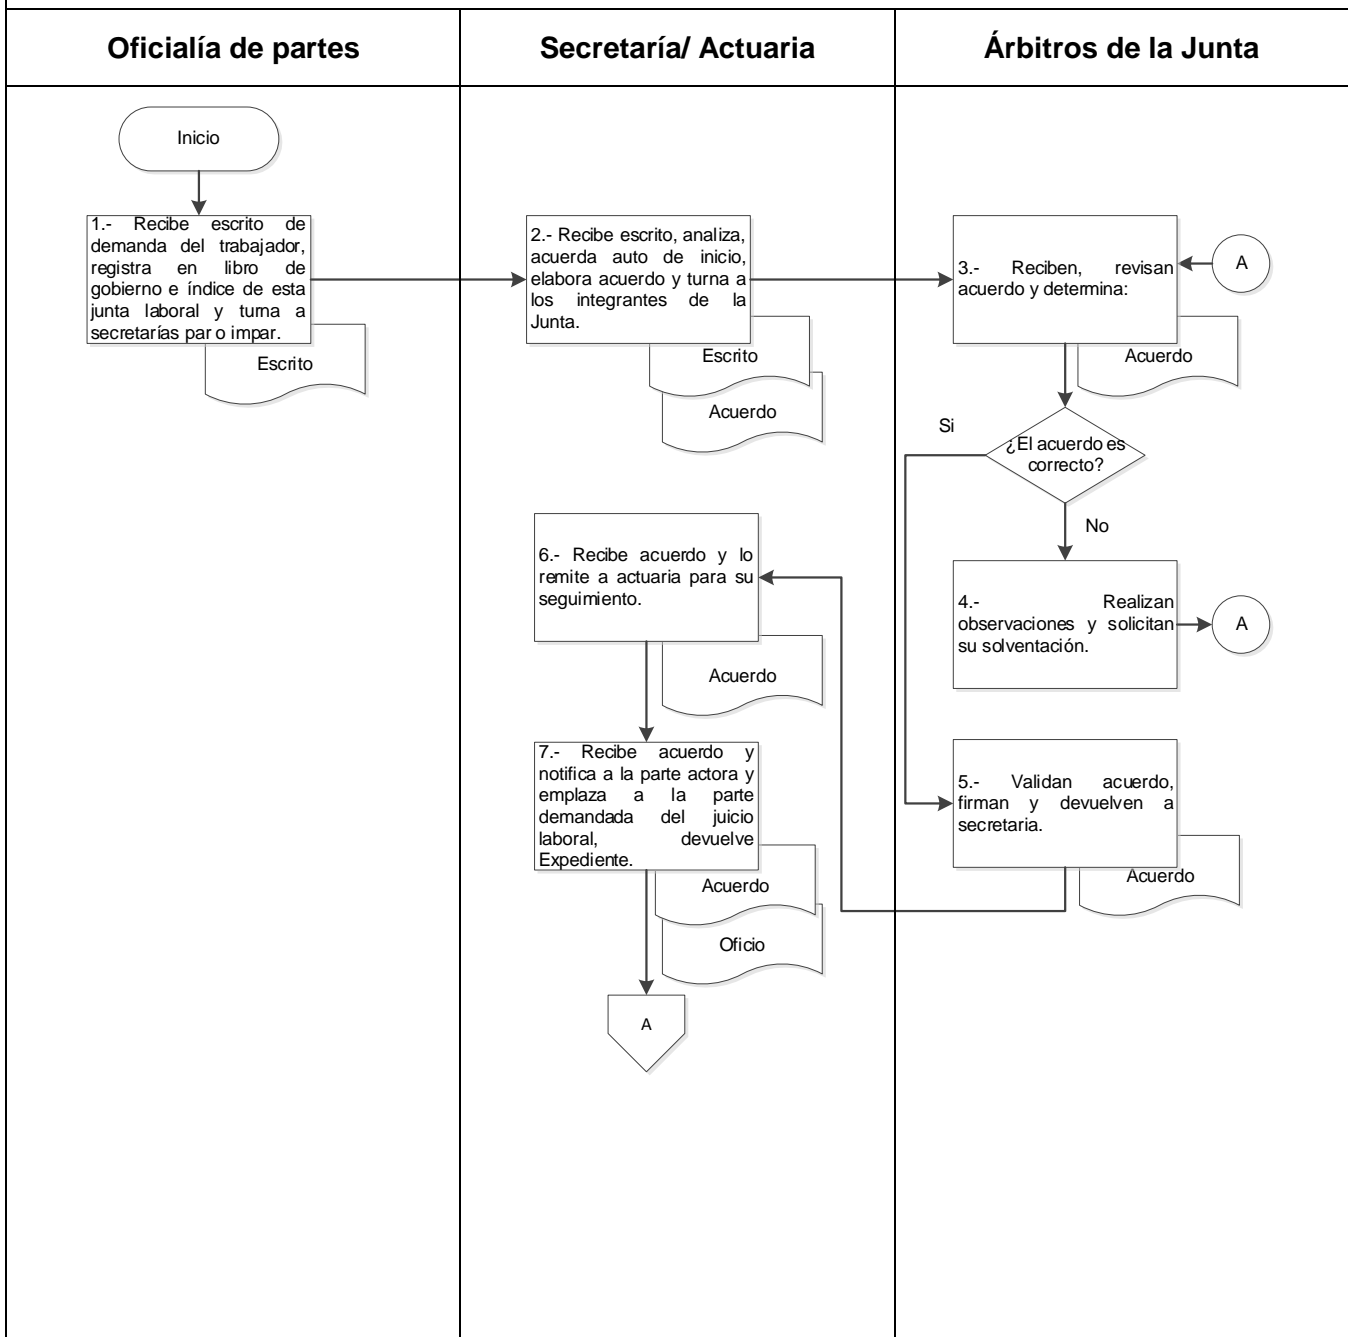 Oficialía de partes
Secretaría/ Actuaria
Árbitros de la Junta
Inicio
1.- Recibe escrito de
demanda del trabajador,
registra en libro de
gobierno e índice de esta
junta laboral y turna a
secretarías par o impar.
Escrito
2.- Recibe escrito, analiza,
acuerda auto de inicio,
elabora acuerdo y turna a
los integrantes de la
Junta.
Escrito
Acuerdo
3.- Reciben, revisan
acuerdo y determina:
A
Acuerdo
Si
¿El acuerdo es
correcto?
No
4.- Realizan
observaciones y solicitan
su solventación.
A
5.- Validan acuerdo,
firman y devuelven a
secretaria.
Acuerdo
6.- Recibe acuerdo y lo
remite a actuaria para su
seguimiento.
Acuerdo
7.- Recibe acuerdo y
notifica a la parte actora y
emplaza a la parte
demandada del juicio
laboral, devuelve
Expediente.
Acuerdo
Oficio
A